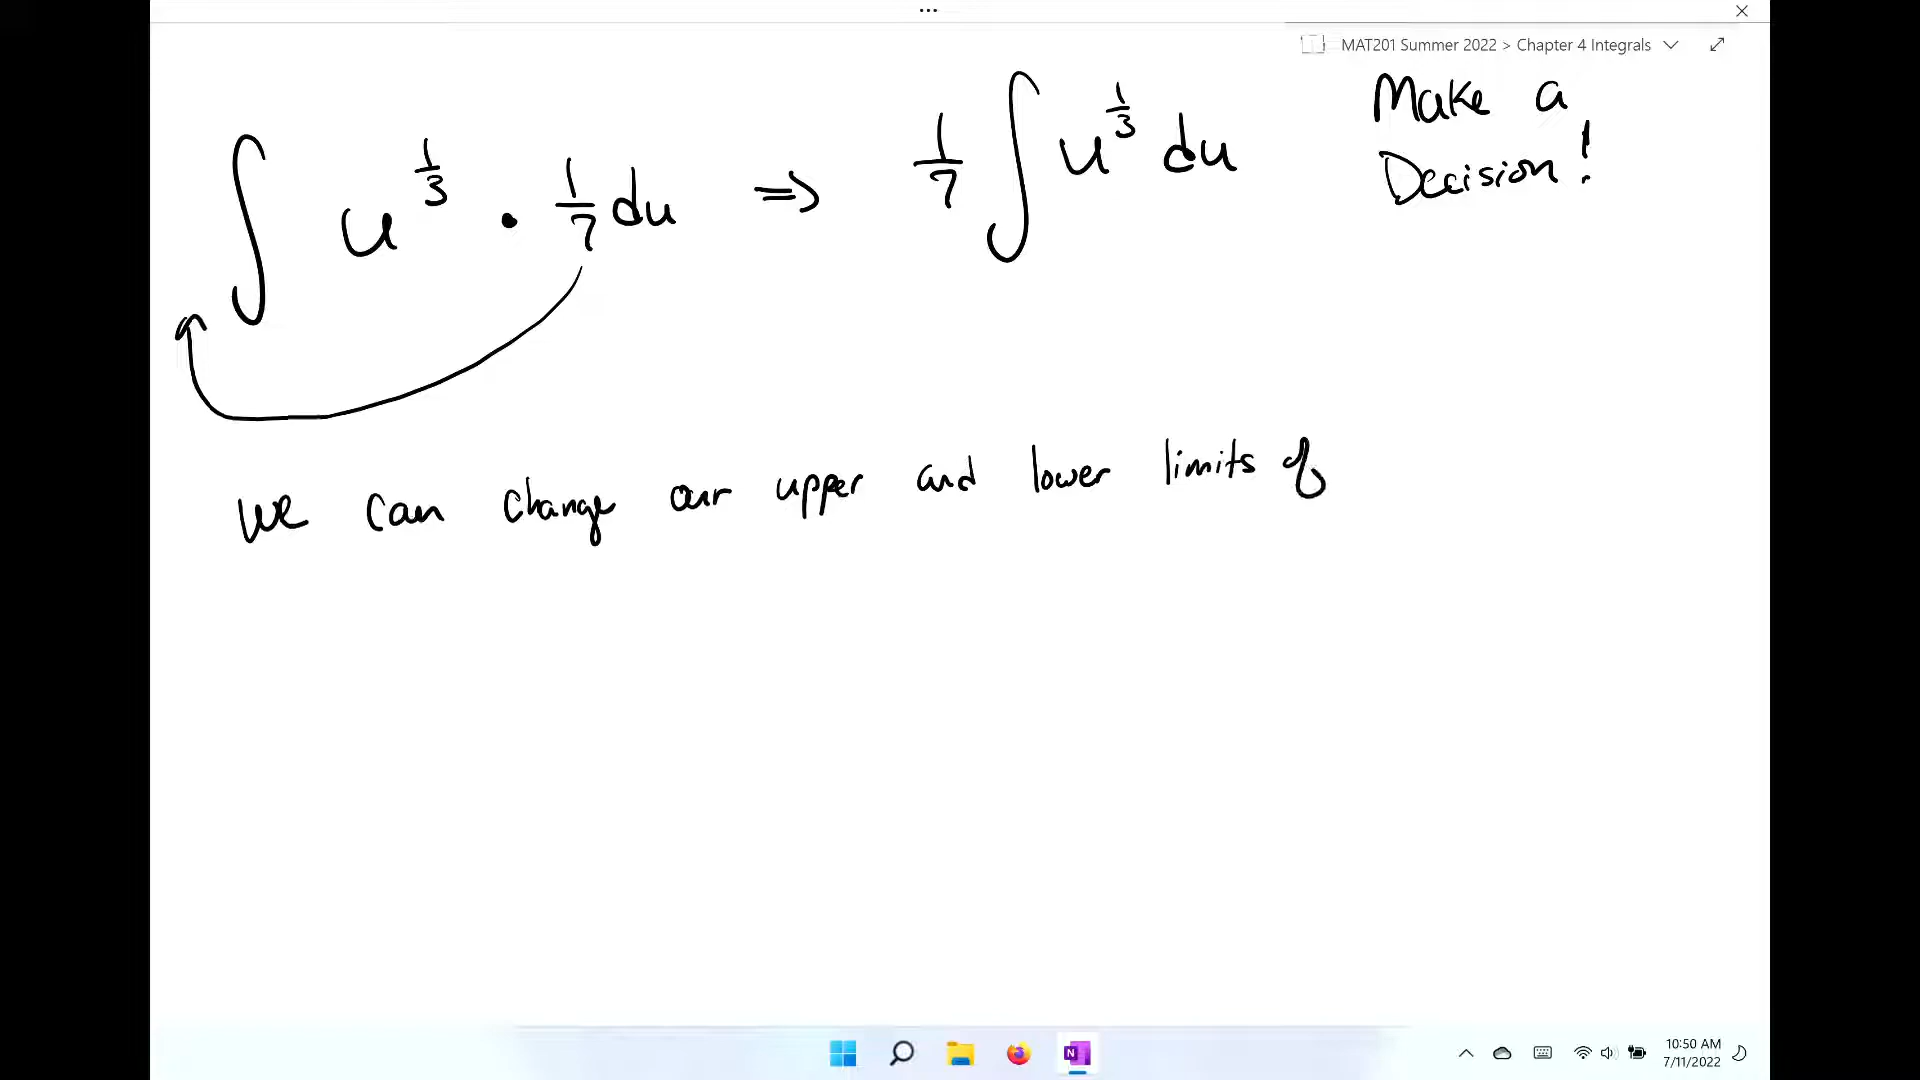 MAT201 Summer 2022 > Chapter 4 Integrals
Make a
Decision!
∫ u^{1/3} · 1/7 du ⇒ 1/7 ∫ u^{1/3} du
we can change our upper and lower limits of
10:50 AM
7/11/2022